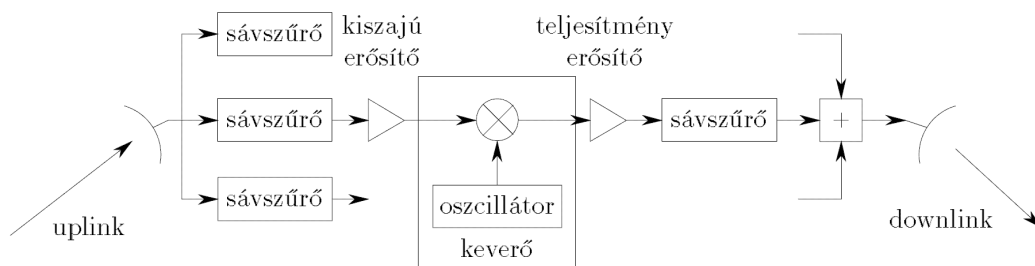 sávszűrő
kiszajú
erősítő
teljesítmény
erősítő
sávszűrő
sávszűrő
+
sávszűrő
oszcillátor
keverő
uplink
downlink